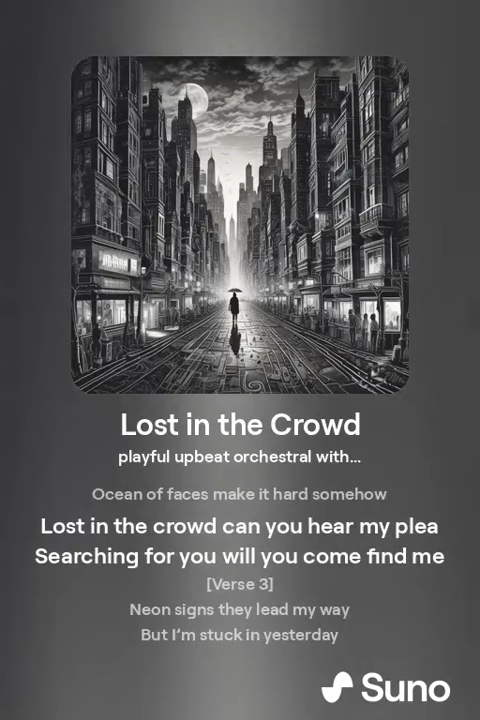 Lost in the Crowd
playful upbeat orchestral with...
Ocean of faces make it hard somehow
Lost in the crowd can you hear my plea
Searching for you will you come find me
[Verse 3]
Neon signs they lead my way
But I’m stuck in yesterday
Suno